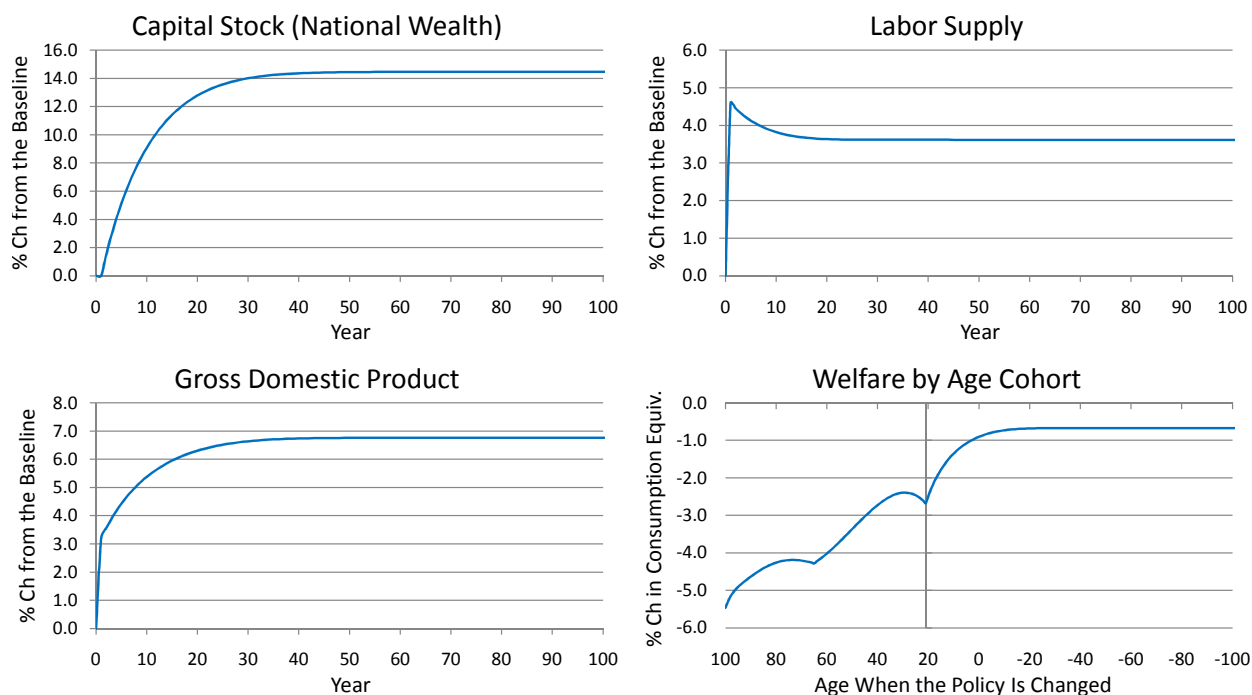 Capital Stock (National Wealth)
% Ch from the Baseline
16.0
14.0
12.0
10.0
8.0
6.0
4.0
2.0
0.0
0 10 20 30 40 50 60 70 80 90 100
Year
Labor Supply
% Ch from the Baseline
6.0
5.0
4.0
3.0
2.0
1.0
0.0
0 10 20 30 40 50 60 70 80 90 100
Year
Gross Domestic Product
% Ch from the Baseline
8.0
7.0
6.0
5.0
4.0
3.0
2.0
1.0
0.0
0 10 20 30 40 50 60 70 80 90 100
Year
Welfare by Age Cohort
% Ch in Consumption Equiv.
0.0
-1.0
-2.0
-3.0
-4.0
-5.0
-6.0
100 80 60 40 20 0 -20 -40 -60 -80 -100
Age When the Policy Is Changed